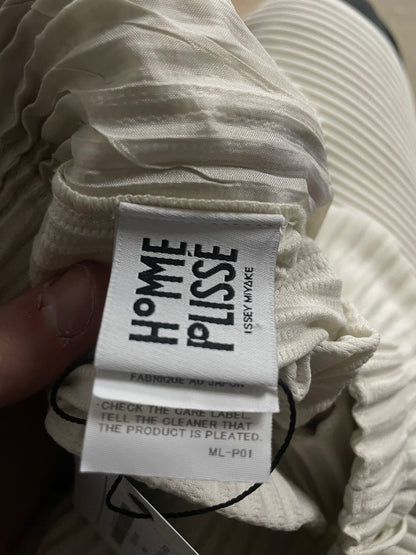 HOMME
PLISSÉ
ISSEY MIYAKE
FABRIQUÉ AU JAPON
CHECK THE CARE LABEL.
TELL THE CLEANER THAT
THE PRODUCT IS PLEATED.
ML-P01